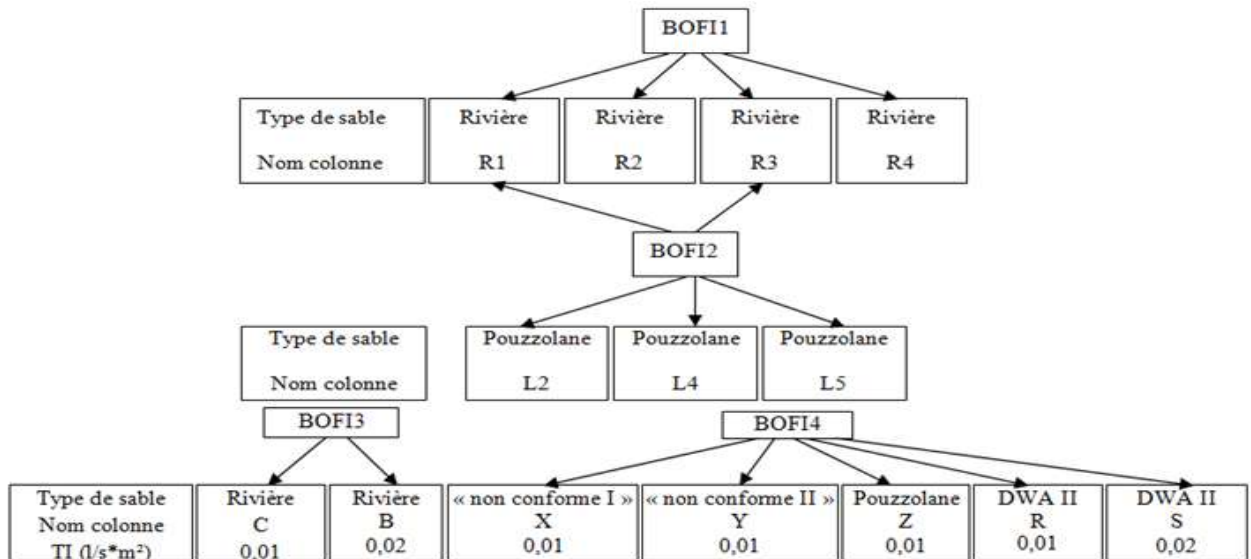 BOFI1
Type de sable Rivière Rivière Rivière Rivière
Nom colonne R1 R2 R3 R4
BOFI2
Type de sable Pouzzolane Pouzzolane Pouzzolane
Nom colonne L2 L4 L5
BOFI3 BOFI4
Type de sable Rivière Rivière « non conforme I » « non conforme II » Pouzzolane DWA II DWA II
Nom colonne C B X Y Z R S
TI (l/s*m²) 0,01 0,02 0,01 0,01 0,01 0,01 0,02